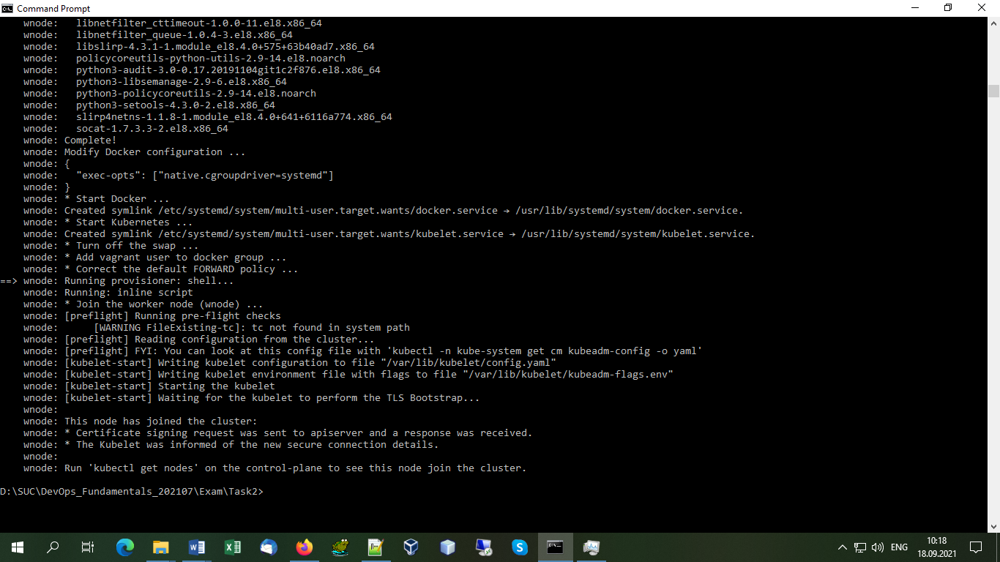 Command Prompt
wnode:   libnetfilter_cttimeout-1.0.0-11.el8.x86_64
wnode:   libnetfilter_queue-1.0.4-3.el8.x86_64
wnode:   libslirp-4.3.1-1.module_el8.4.0+575+63b40ad7.x86_64
wnode:   policycoreutils-python-utils-2.9-14.el8.noarch
wnode:   python3-audit-3.0-0.17.20191104git1c2f876.el8.x86_64
wnode:   python3-libsemanage-2.9-6.el8.x86_64
wnode:   python3-policycoreutils-2.9-14.el8.noarch
wnode:   python3-setools-4.3.0-2.el8.x86_64
wnode:   slirp4netns-1.1.8-1.module_el8.4.0+641+6116a774.x86_64
wnode:   socat-1.7.3.3-2.el8.x86_64
wnode: Complete!
wnode: Modify Docker configuration ...
wnode: {
wnode:   "exec-opts": ["native.cgroupdriver=systemd"]
wnode: }
wnode: * Start Docker ...
wnode: Created symlink /etc/systemd/system/multi-user.target.wants/docker.service → /usr/lib/systemd/system/docker.service.
wnode: * Start Kubernetes ...
wnode: Created symlink /etc/systemd/system/multi-user.target.wants/kubelet.service → /usr/lib/systemd/system/kubelet.service.
wnode: * Turn off the swap ...
wnode: * Add vagrant user to docker group ...
wnode: * Correct the default FORWARD policy ...
==> wnode: Running provisioner: shell...
wnode: Running: inline script
wnode: * Join the worker node (wnode) ...
wnode: [preflight] Running pre-flight checks
wnode:      [WARNING FileExisting-tc]: tc not found in system path
wnode: [preflight] Reading configuration from the cluster...
wnode: [preflight] FYI: You can look at this config file with 'kubectl -n kube-system get cm kubeadm-config -o yaml'
wnode: [kubelet-start] Writing kubelet configuration to file "/var/lib/kubelet/config.yaml"
wnode: [kubelet-start] Writing kubelet environment file with flags to file "/var/lib/kubelet/kubeadm-flags.env"
wnode: [kubelet-start] Starting the kubelet
wnode: [kubelet-start] Waiting for the kubelet to perform the TLS Bootstrap...
wnode:
wnode: This node has joined the cluster:
wnode: * Certificate signing request was sent to apiserver and a response was received.
wnode: * The Kubelet was informed of the new secure connection details.
wnode:
wnode: Run 'kubectl get nodes' on the control-plane to see this node join the cluster.
D:\SUC\DevOps_Fundamentals_202107\Exam\Task2>
ENG
10:18
18.09.2021